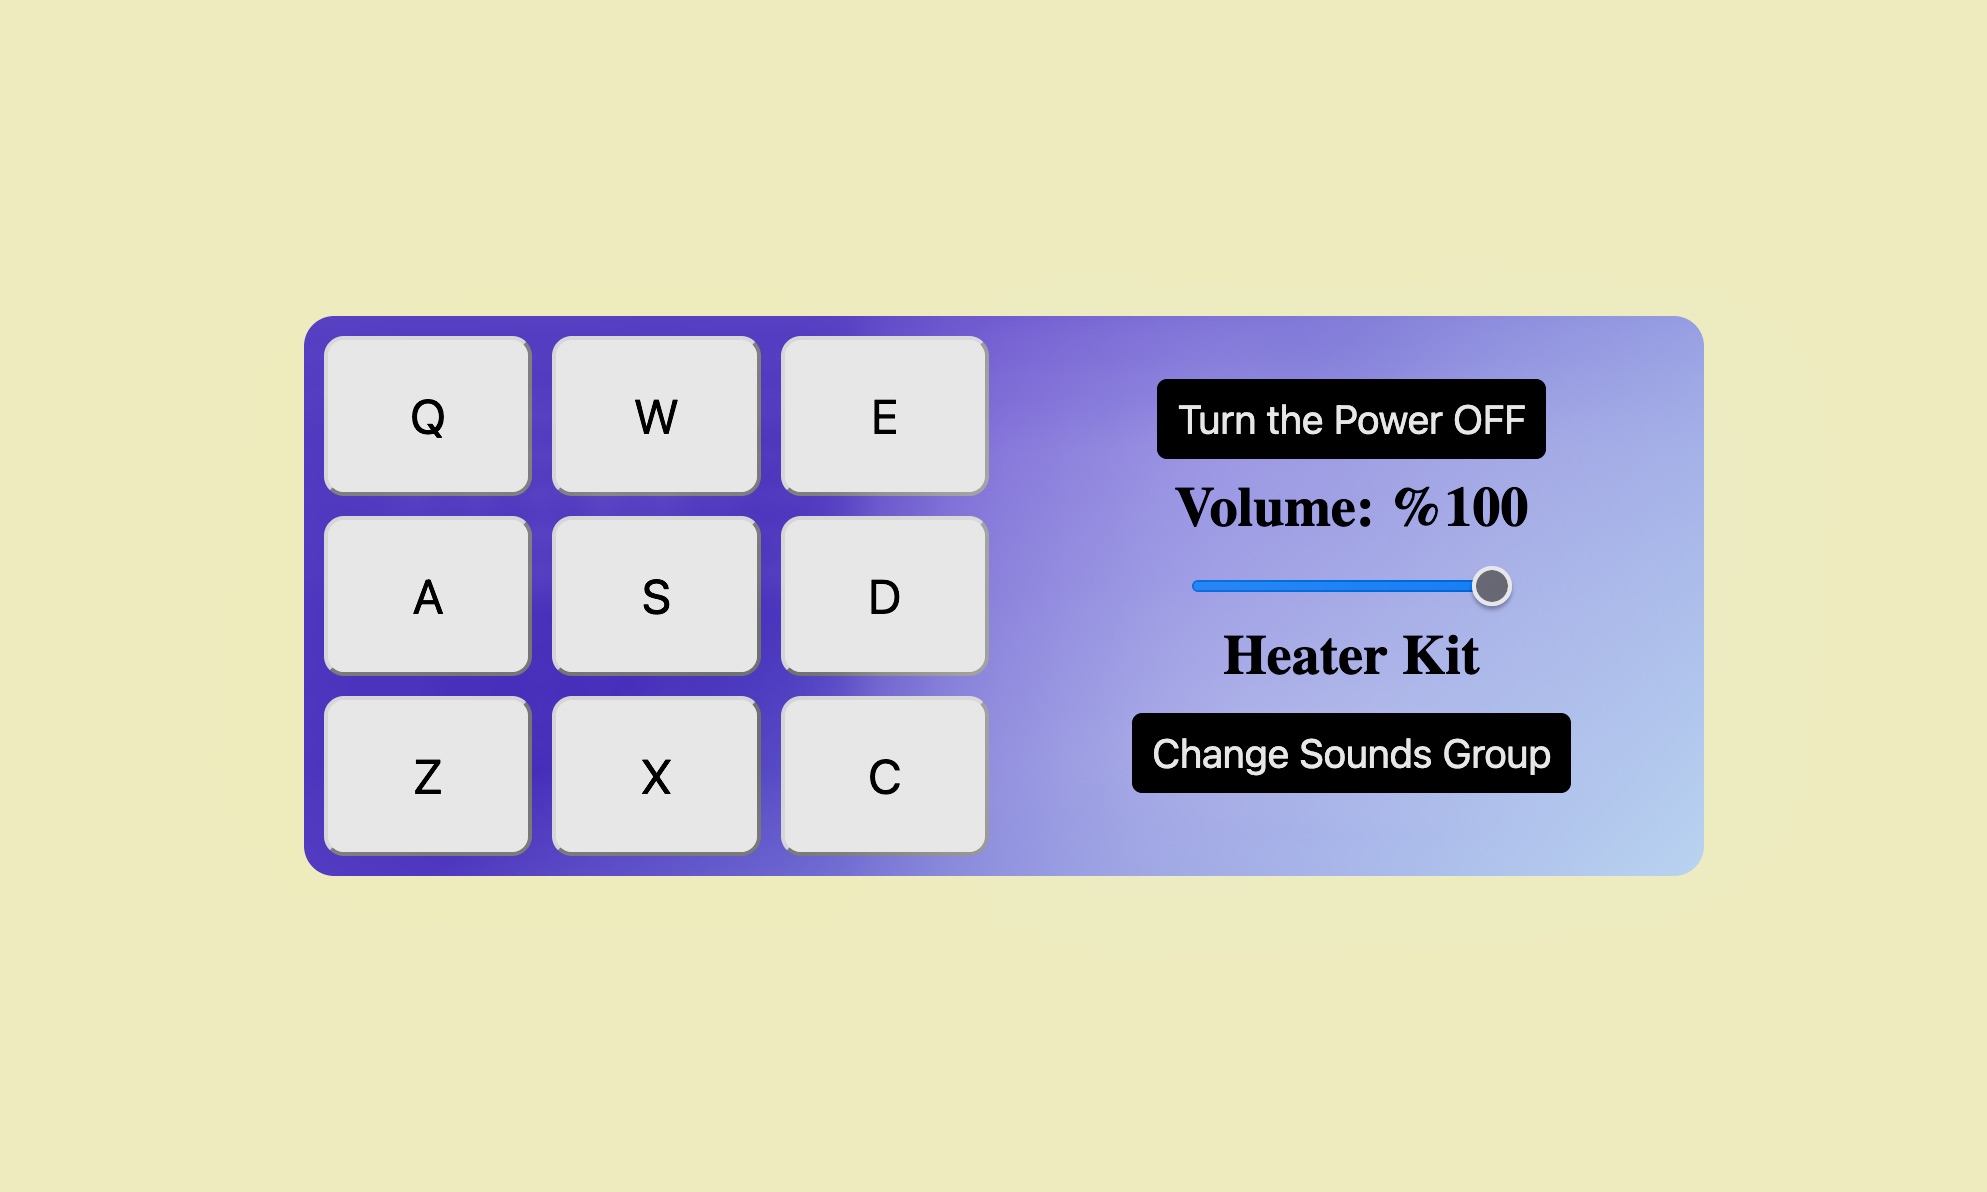 Q W E
A S D
Z X C
Turn the Power OFF
Volume: %100
Heater Kit
Change Sounds Group